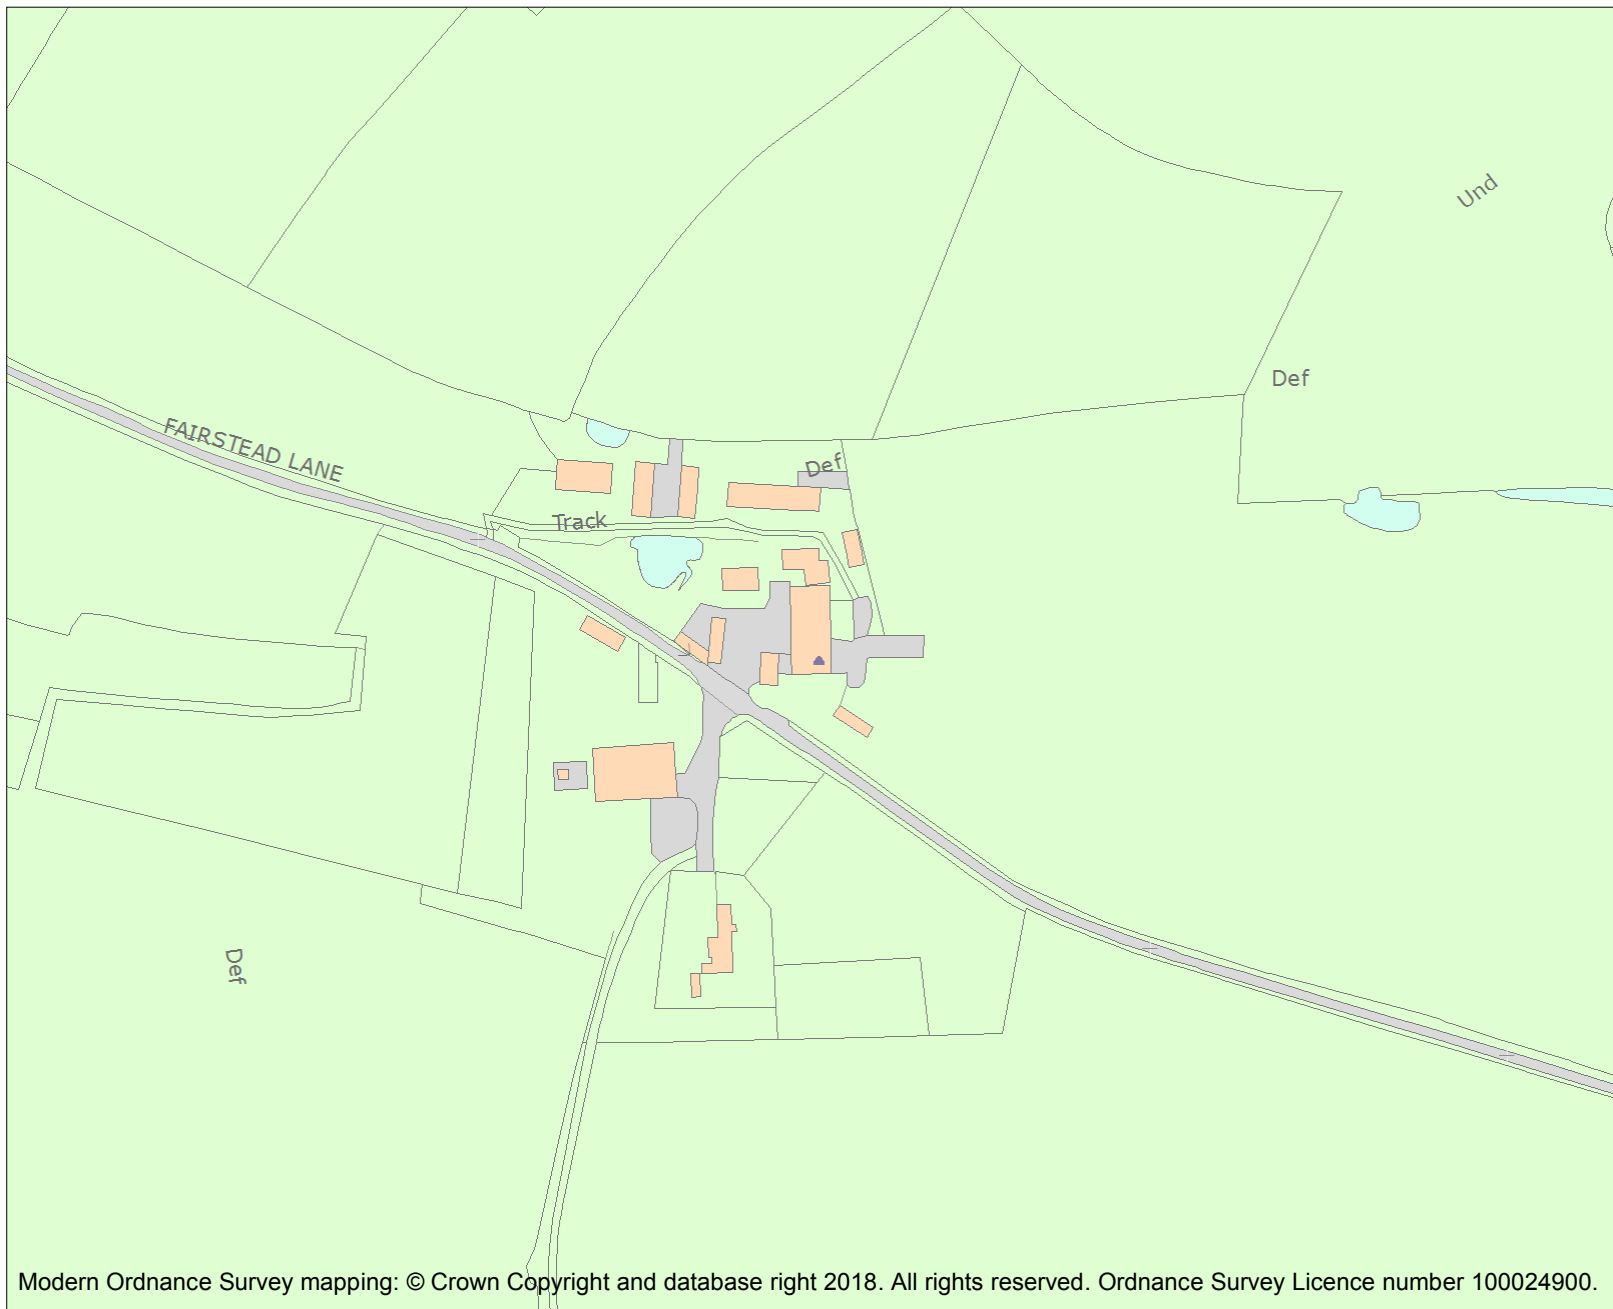 Und
Def
FAIRSTEAD LANE
Def
Track
Def
Modern Ordnance Survey mapping: © Crown Copyright and database right 2018. All rights reserved. Ordnance Survey Licence number 100024900.